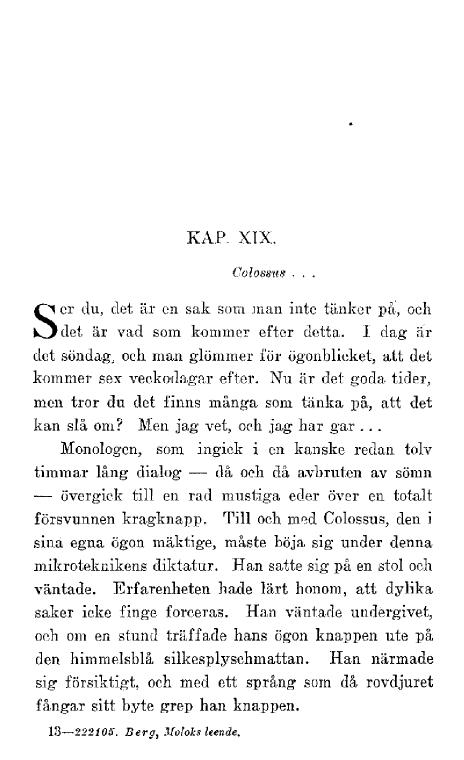 KAP. XIX.
Colossus . . .
Ser du, det är en sak som man inte tänker på, och
det är vad som kommer efter detta. I dag är
det söndag, och man glömmer för ögonblicket, att det
kommer sex veckodagar efter. Nu är det goda tider,
men tror du det finns många som tänka på, att det
kan slå om? Men jag vet, och jag har gar . . .
Monologen, som ingick i en kanske redan tolv
timmar lång dialog — då och då avbruten av sömn
— övergick till en rad mustiga eder över en totalt
försvunnen kragknapp. Till och med Colossus, den i
sina egna ögon mäktige, måste böja sig under denna
mikroteknikens diktatur. Han satte sig på en stol och
väntade. Erfarenheten hade lärt honom, att dylika
saker icke finge forceras. Han väntade undergivet,
och om en stund träffade hans ögon knappen ute på
den himmelsblå silkesplyschmattan. Han närmade
sig försiktigt, och med ett språng som då rovdjuret
fångar sitt byte grep han knappen.
13—222105. Berg, Moloks leende.